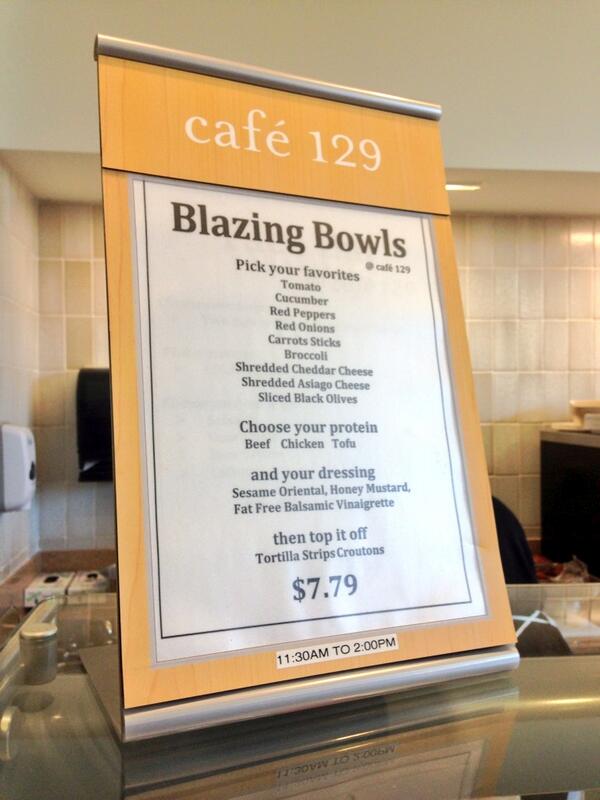 café 129
Blazing Bowls
@ café 129
Pick your favorites
Tomato
Cucumber
Red Peppers
Red Onions
Carrots Sticks
Broccoli
Shredded Cheddar Cheese
Shredded Asiago Cheese
Sliced Black Olives
Choose your protein
Beef Chicken Tofu
and your dressing
Sesame Oriental, Honey Mustard,
Fat Free Balsamic Vinaigrette
then top it off
Tortilla Strips Croutons
$7.79
11:30AM TO 2:00PM